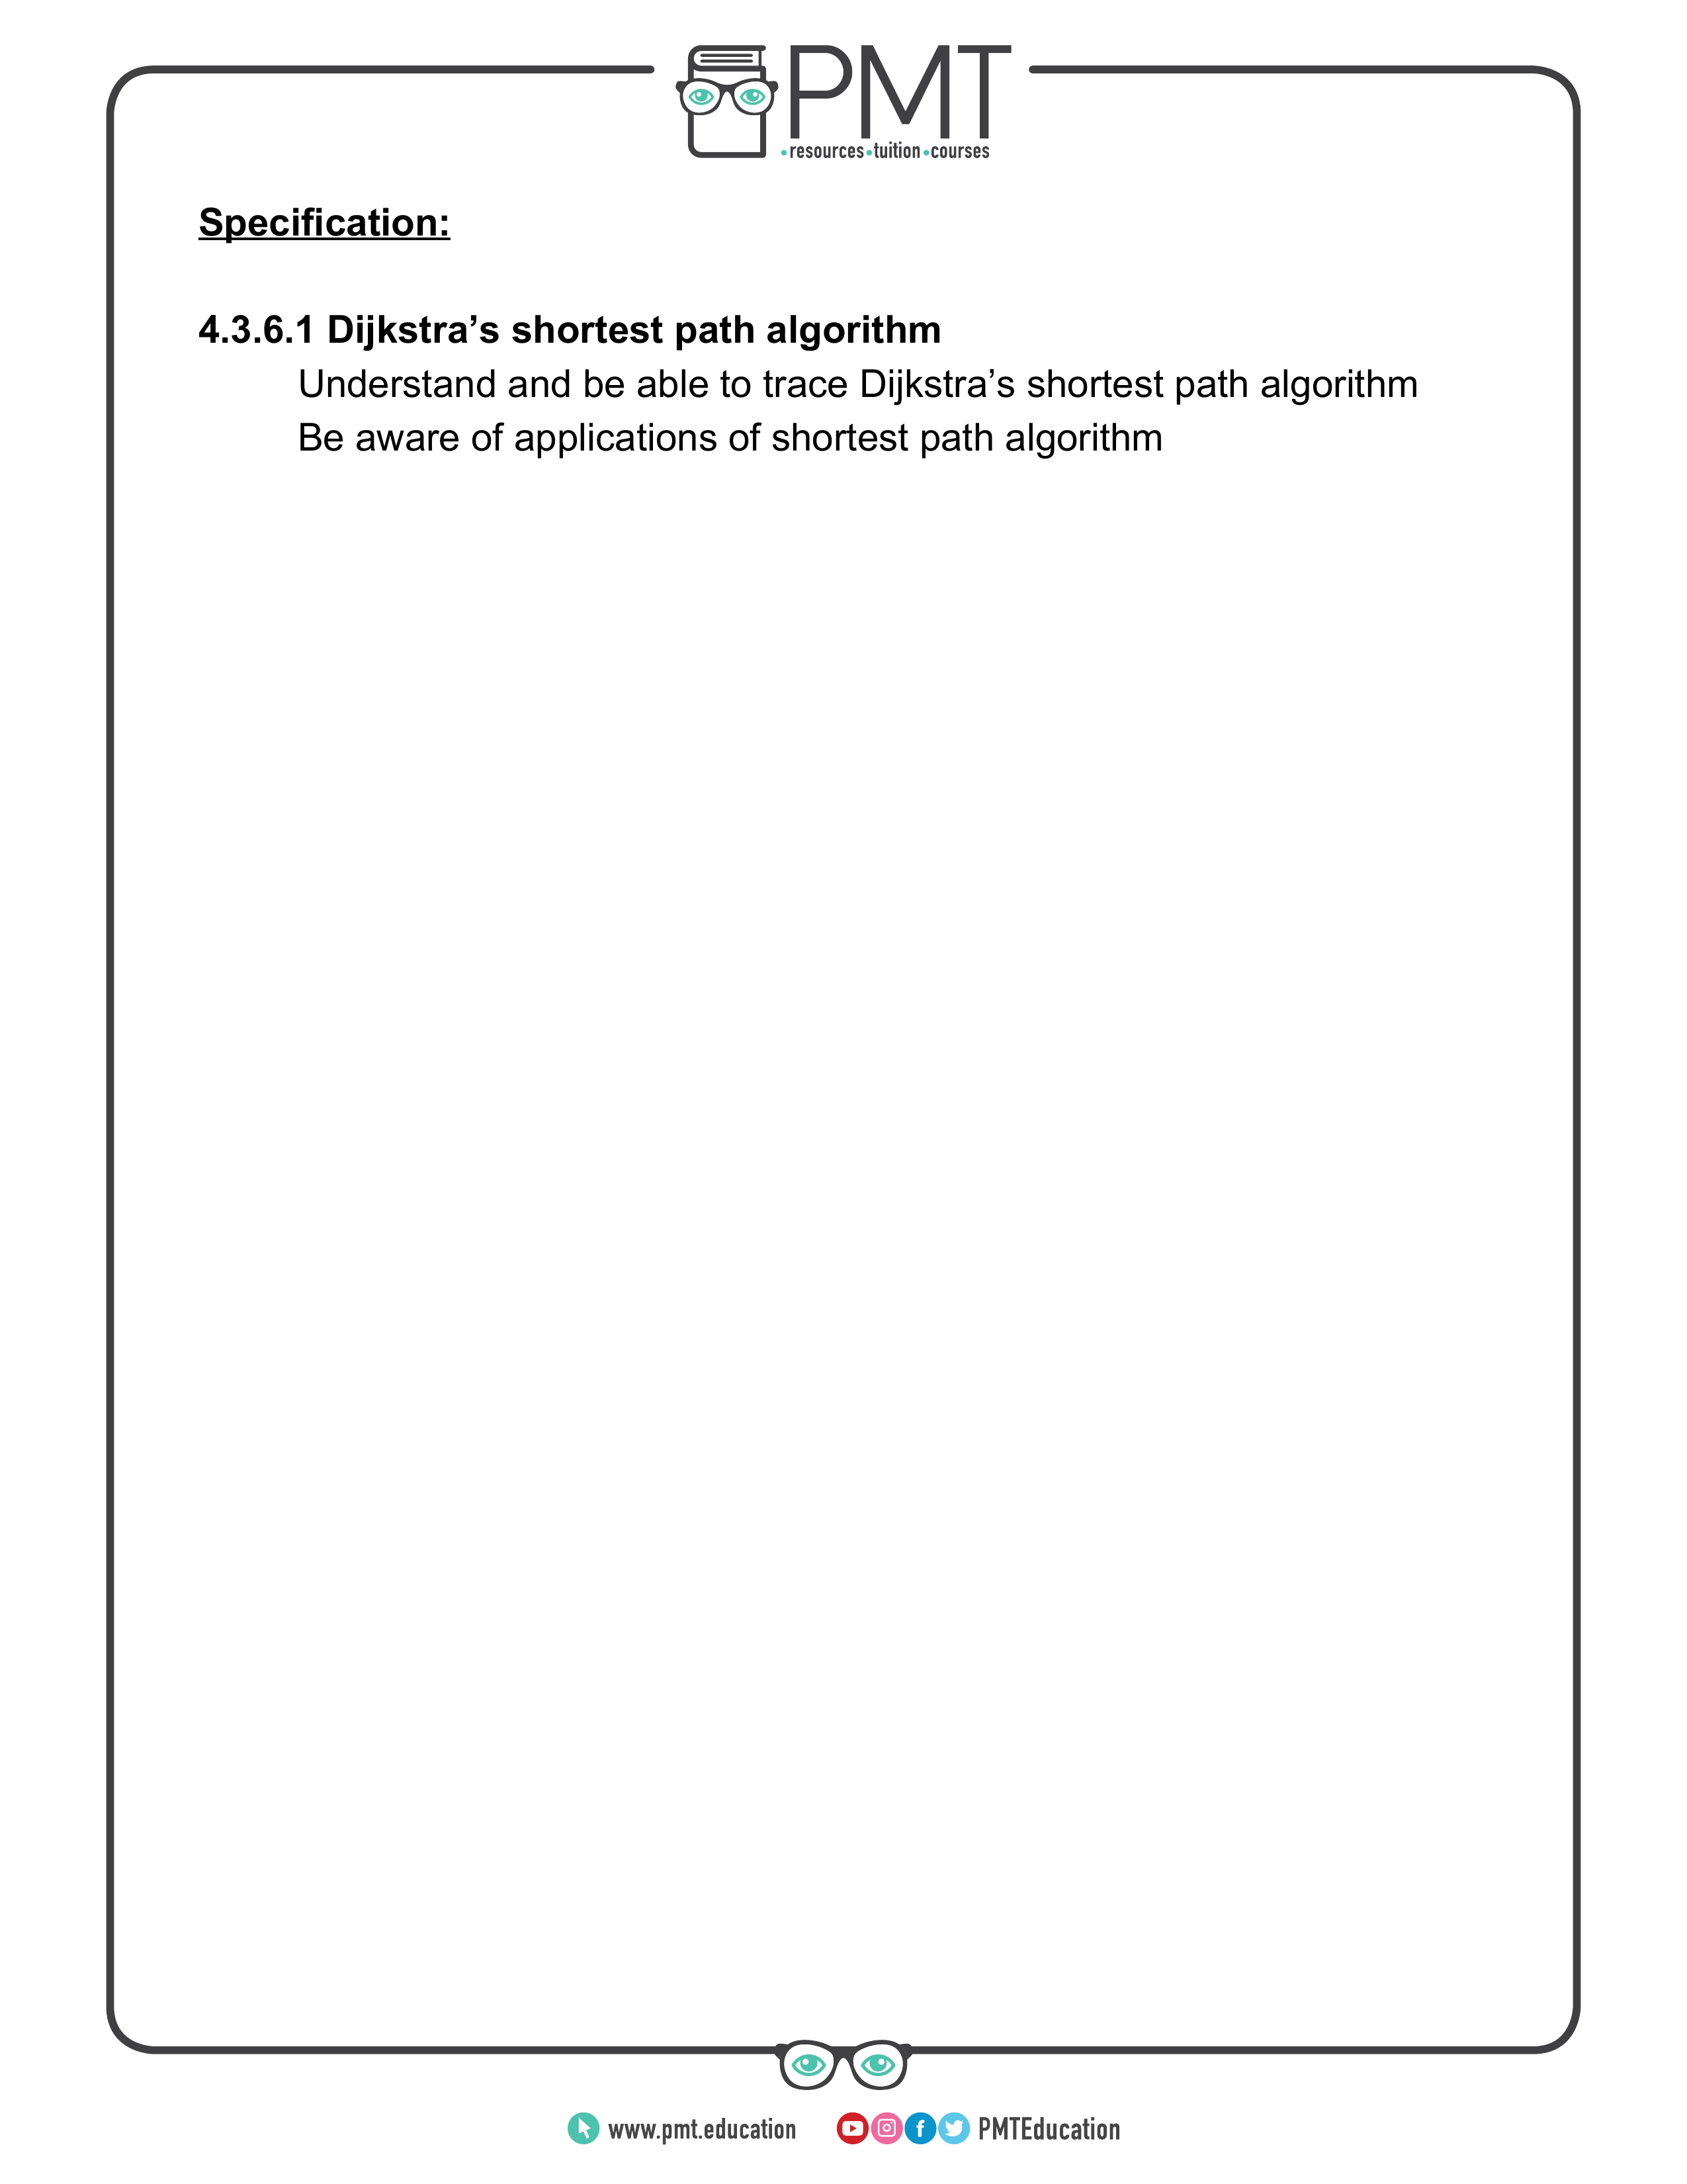 PMT
resources tuition courses
Specification:
4.3.6.1 Dijkstra’s shortest path algorithm
Understand and be able to trace Dijkstra’s shortest path algorithm
Be aware of applications of shortest path algorithm
www.pmt.education PMTEducation